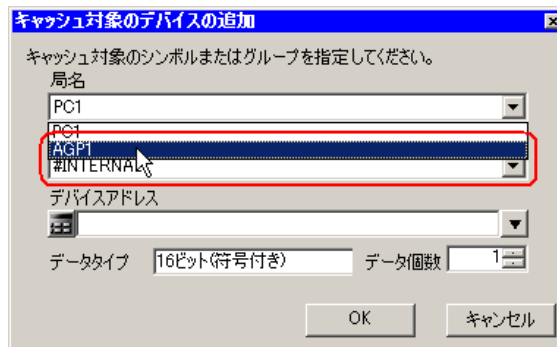 キャッシュ対象のデバイスの追加
キャッシュ対象のシンボルまたはグループを指定してください。
局名
PC1
PC1
AGP1
#INTERNAL
デバイスアドレス
データタイプ 16ビット(符号付き) データ個数 1
OK キャンセル